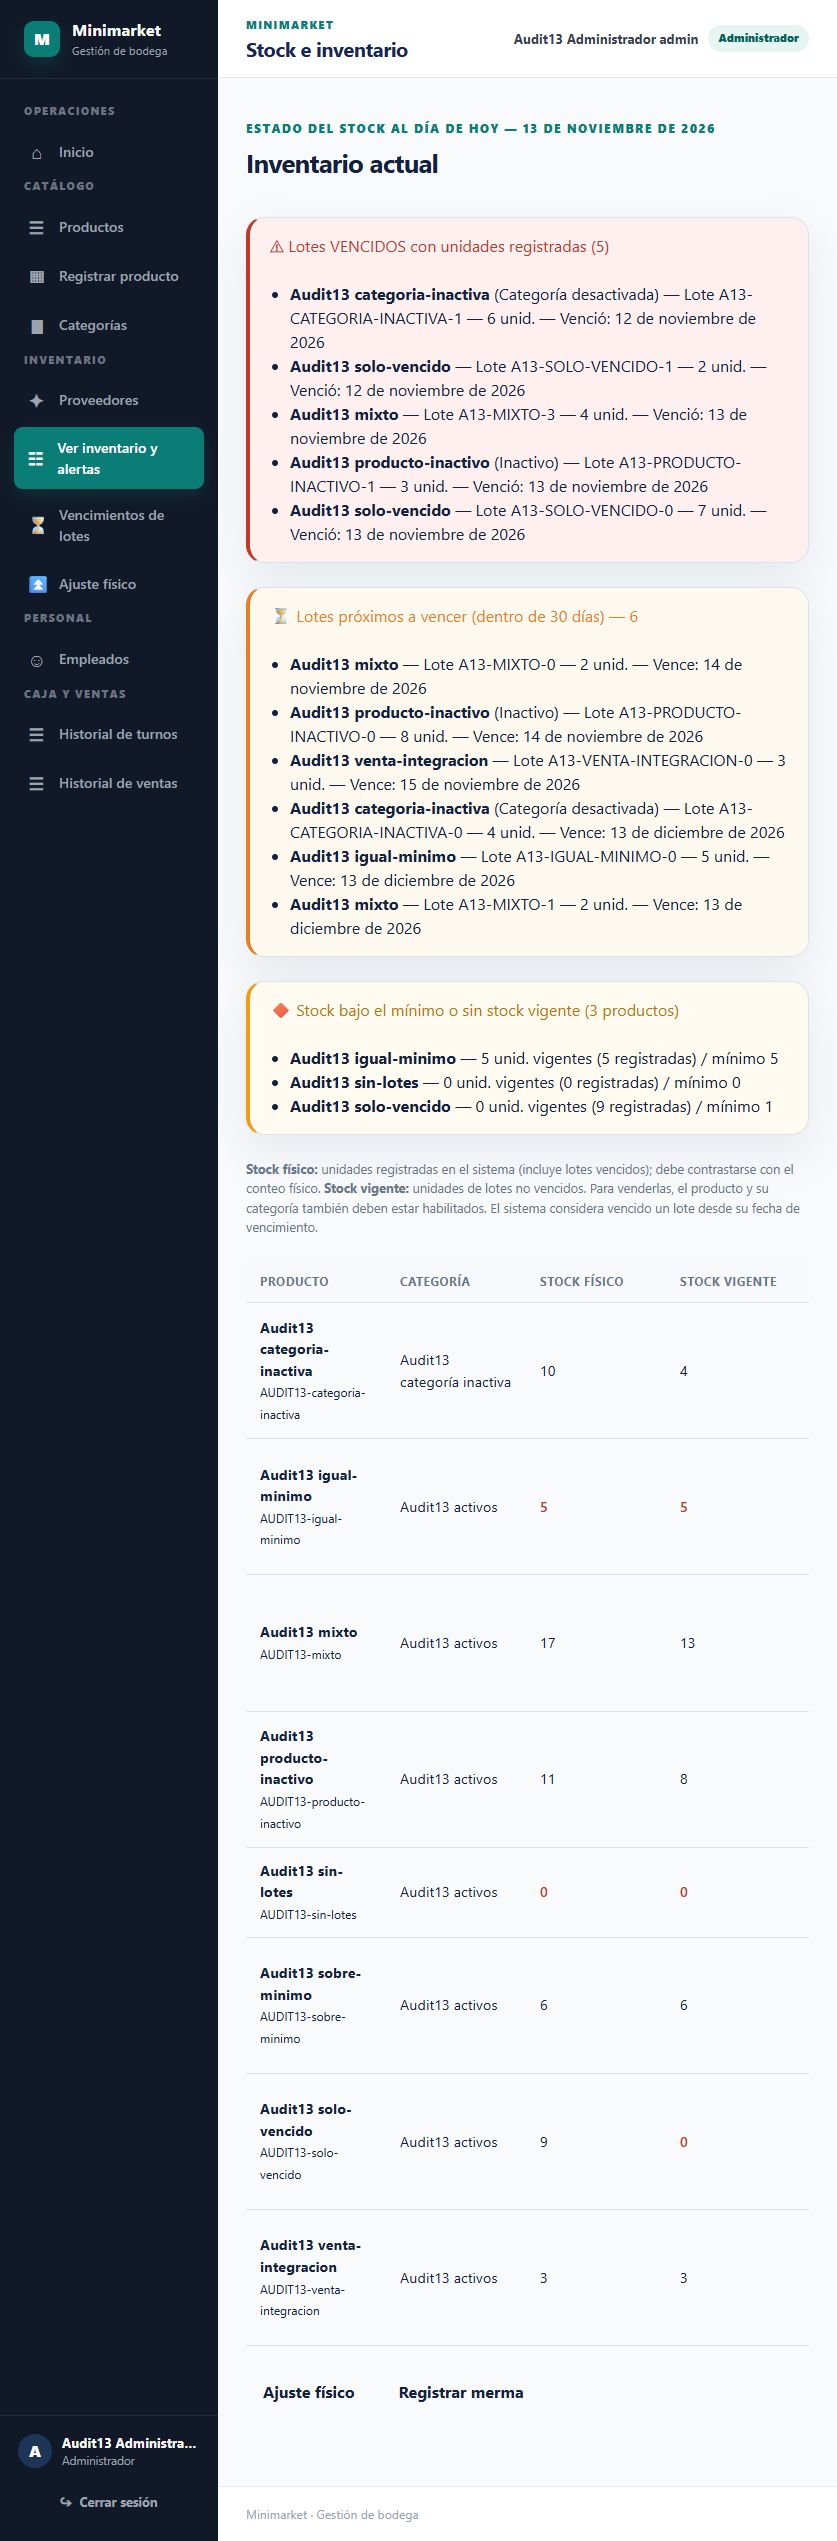 M
Minimarket
Gestión de bodega
OPERACIONES
Inicio
CATÁLOGO
Productos
Registrar producto
Categorías
INVENTARIO
Proveedores
Ver inventario y
alertas
Vencimientos de
lotes
Ajuste físico
PERSONAL
Empleados
CAJA Y VENTAS
Historial de turnos
Historial de ventas
A
Audit13 Administra...
Administrador
Cerrar sesión
MINIMARKET
Stock e inventario
Audit13 Administrador admin
Administrador
ESTADO DEL STOCK AL DÍA DE HOY — 13 DE NOVIEMBRE DE 2026
Inventario actual
⚠ Lotes VENCIDOS con unidades registradas (5)
• Audit13 categoria-inactiva (Categoría desactivada) — Lote A13-
CATEGORIA-INACTIVA-1 — 6 unid. — Venció: 12 de noviembre de
2026
• Audit13 solo-vencido — Lote A13-SOLO-VENCIDO-1 — 2 unid. —
Venció: 12 de noviembre de 2026
• Audit13 mixto — Lote A13-MIXTO-3 — 4 unid. — Venció: 13 de
noviembre de 2026
• Audit13 producto-inactivo (Inactivo) — Lote A13-PRODUCTO-
INACTIVO-1 — 3 unid. — Venció: 13 de noviembre de 2026
• Audit13 solo-vencido — Lote A13-SOLO-VENCIDO-0 — 7 unid. —
Venció: 13 de noviembre de 2026
⏳ Lotes próximos a vencer (dentro de 30 días) — 6
• Audit13 mixto — Lote A13-MIXTO-0 — 2 unid. — Vence: 14 de
noviembre de 2026
• Audit13 producto-inactivo (Inactivo) — Lote A13-PRODUCTO-
INACTIVO-0 — 8 unid. — Vence: 14 de noviembre de 2026
• Audit13 venta-integracion — Lote A13-VENTA-INTEGRACION-0 — 3
unid. — Vence: 15 de noviembre de 2026
• Audit13 categoria-inactiva (Categoría desactivada) — Lote A13-
CATEGORIA-INACTIVA-0 — 4 unid. — Vence: 13 de diciembre de 2026
• Audit13 igual-minimo — Lote A13-IGUAL-MINIMO-0 — 5 unid. —
Vence: 13 de diciembre de 2026
• Audit13 mixto — Lote A13-MIXTO-1 — 2 unid. — Vence: 13 de
diciembre de 2026
♦ Stock bajo el mínimo o sin stock vigente (3 productos)
• Audit13 igual-minimo — 5 unid. vigentes (5 registradas) / mínimo 5
• Audit13 sin-lotes — 0 unid. vigentes (0 registradas) / mínimo 0
• Audit13 solo-vencido — 0 unid. vigentes (9 registradas) / mínimo 1
Stock físico: unidades registradas en el sistema (incluye lotes vencidos); debe contrastarse con el
conteo físico. Stock vigente: unidades de lotes no vencidos. Para venderlas, el producto y su
categoría también deben estar habilitados. El sistema considera vencido un lote desde su fecha de
vencimiento.
PRODUCTO CATEGORÍA STOCK FÍSICO STOCK VIGENTE
Audit13
categoria-
inactiva
AUDIT13-categoria-
inactiva
Audit13
categoría inactiva
10 4
Audit13 igual-
minimo
AUDIT13-igual-
minimo
Audit13 activos 5 5
Audit13 mixto
AUDIT13-mixto
Audit13 activos 17 13
Audit13
producto-
inactivo
AUDIT13-producto-
inactivo
Audit13 activos 11 8
Audit13 sin-
lotes
AUDIT13-sin-lotes
Audit13 activos 0 0
Audit13 sobre-
minimo
AUDIT13-sobre-
minimo
Audit13 activos 6 6
Audit13 solo-
vencido
AUDIT13-solo-
vencido
Audit13 activos 9 0
Audit13 venta-
integracion
AUDIT13-venta-
integracion
Audit13 activos 3 3
Ajuste físico Registrar merma
Minimarket · Gestión de bodega